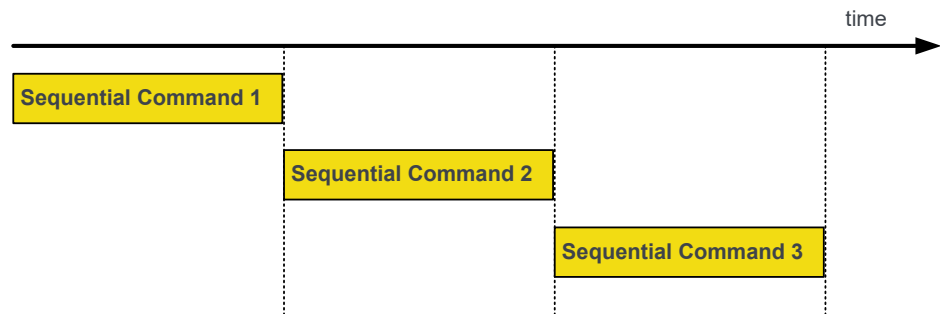 time
Sequential Command 1
Sequential Command 2
Sequential Command 3